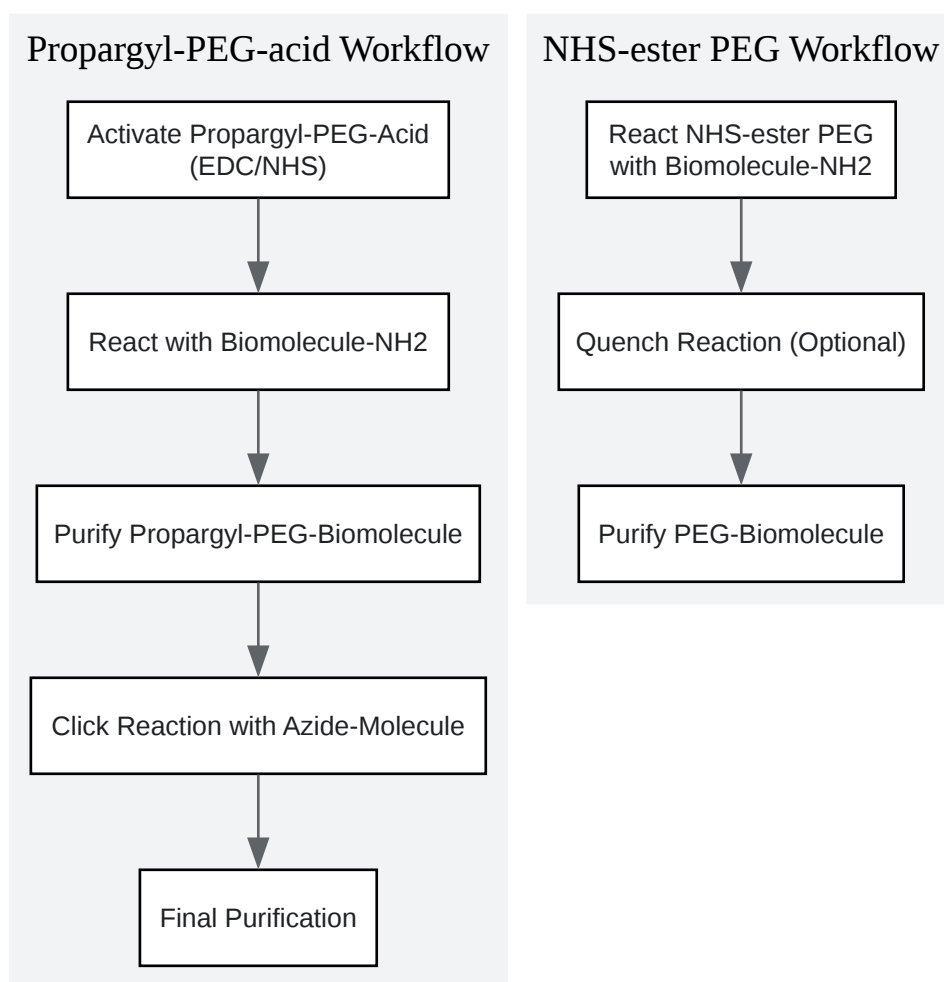 Propargyl-PEG-acid Workflow
Activate Propargyl-PEG-Acid
(EDC/NHS)
React with Biomolecule-NH2
Purify Propargyl-PEG-Biomolecule
Click Reaction with Azide-Molecule
Final Purification
NHS-ester PEG Workflow
React NHS-ester PEG
with Biomolecule-NH2
Quench Reaction (Optional)
Purify PEG-Biomolecule